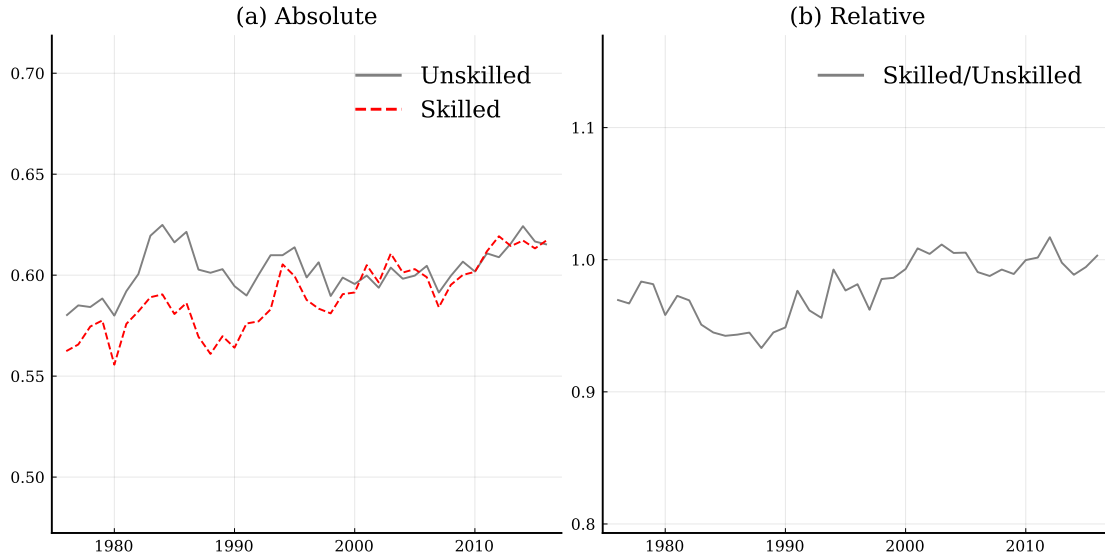 (a) Absolute
0.70
0.65
0.60
0.55
0.50
1980 1990 2000 2010
Unskilled
Skilled
(b) Relative
1.1
1.0
0.9
0.8
1980 1990 2000 2010
Skilled/Unskilled